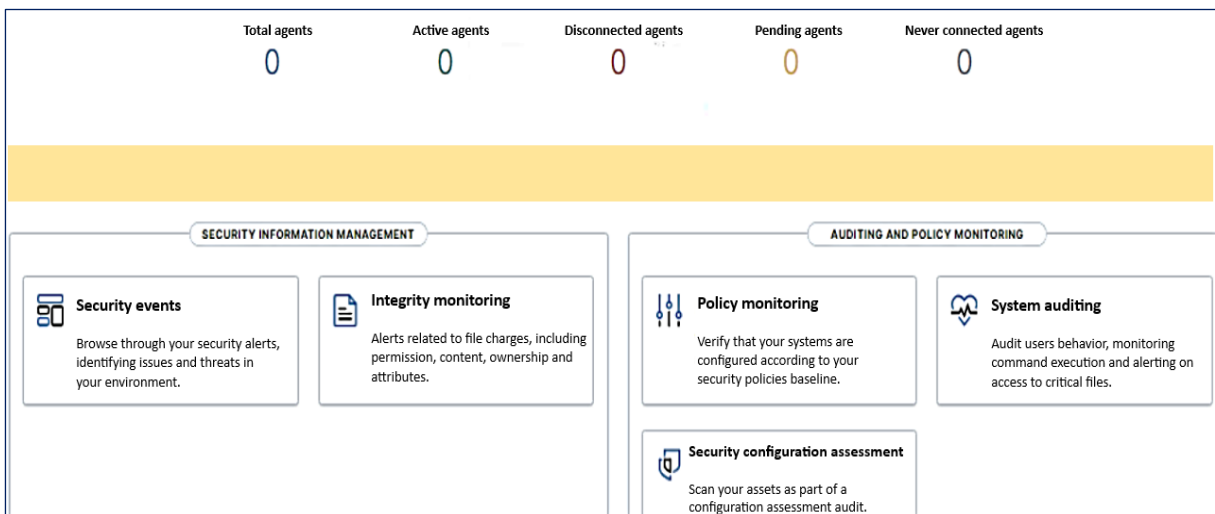 Total agents
Active agents
Disconnected agents
Pending agents
Never connected agents
0
0
0
0
0
SECURITY INFORMATION MANAGEMENT
Security events
Browse through your security alerts,
identifying issues and threats in
your environment.
Integrity monitoring
Alerts related to file charges, including
permission, content, ownership and
attributes.
AUDITING AND POLICY MONITORING
Policy monitoring
Verify that your systems are
configured according to your
security policies baseline.
System auditing
Audit users behavior, monitoring
command execution and alerting on
access to critical files.
Security configuration assessment
Scan your assets as part of a
configuration assessment audit.